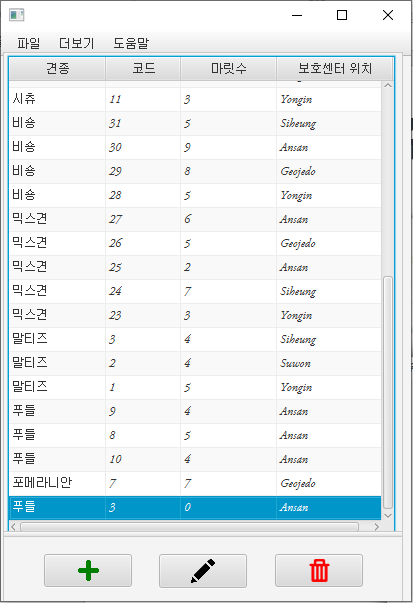 파일 더보기 도움말
견종 코드 마릿수 보호센터 위치
시츄 11 3 Yongin
비숑 31 5 Siheung
비숑 30 9 Ansan
비숑 29 8 Geojedo
비숑 28 5 Yongin
믹스견 27 6 Ansan
믹스견 26 5 Geojedo
믹스견 25 2 Ansan
믹스견 24 7 Siheung
믹스견 23 3 Yongin
말티즈 3 4 Siheung
말티즈 2 4 Suwon
말티즈 1 5 Yongin
푸들 9 4 Ansan
푸들 8 5 Ansan
푸들 10 4 Ansan
포메라니안 7 7 Geojedo
푸들 3 0 Ansan